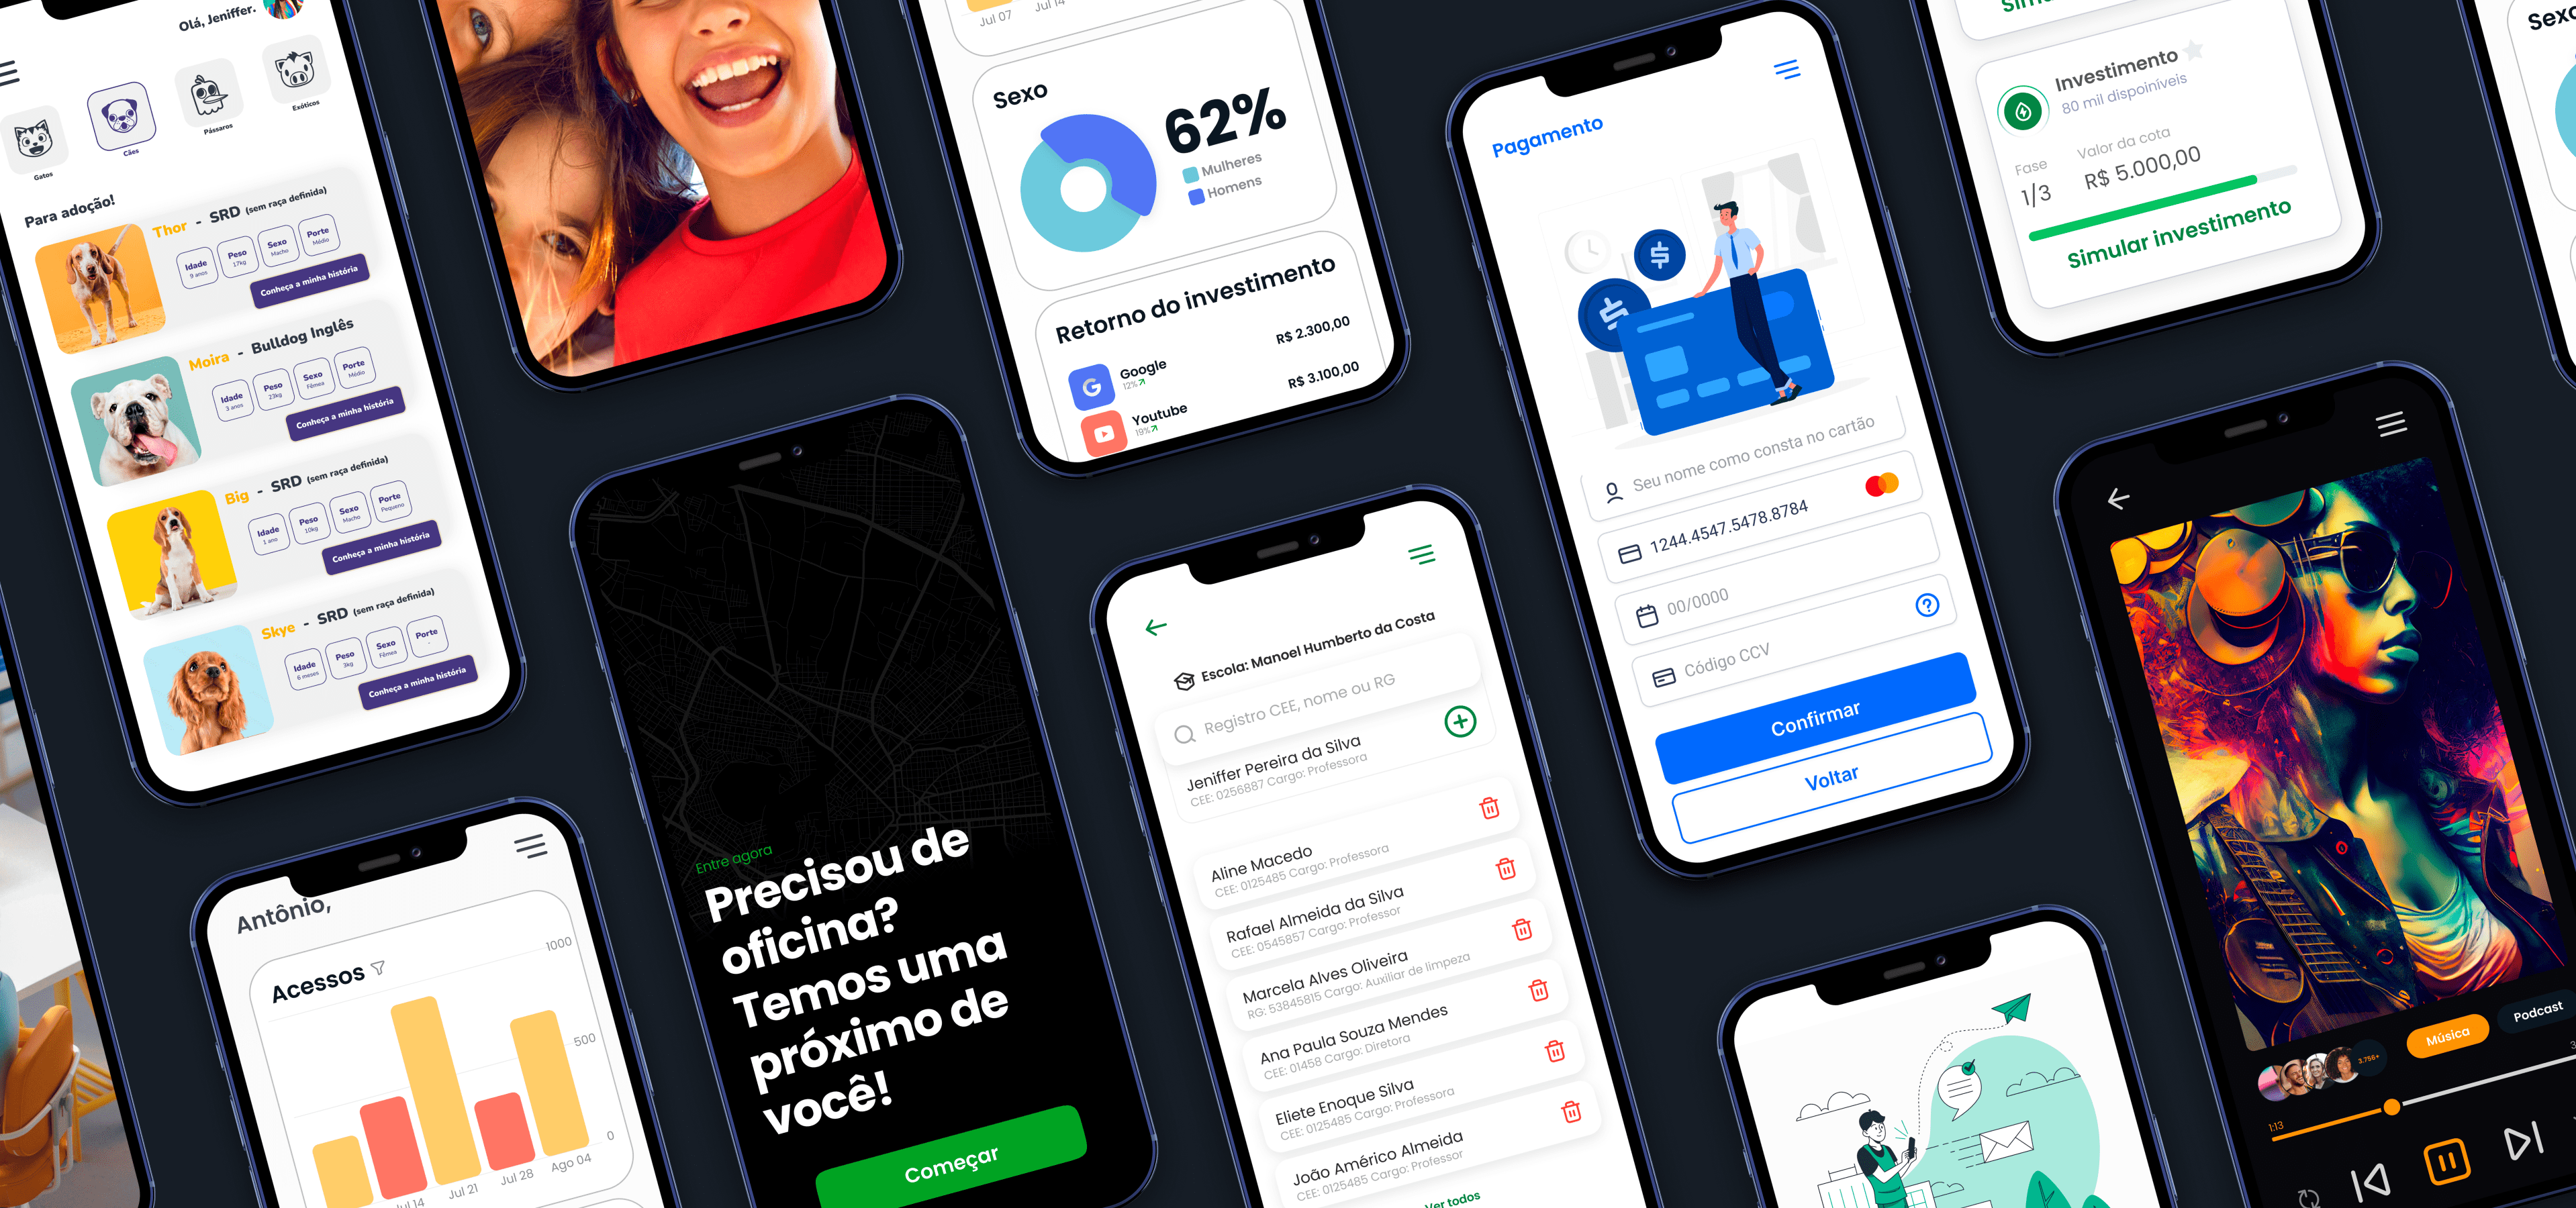 Olá, Jeniffer.
Gatos
Cães
Pássaros
Exóticos
Para adoção!
Thor - SRD (sem raça definida)
Idade
9 anos
Peso
17kg
Sexo
Macho
Porte
Médio
Conheça a minha história
Moira - Bulldog Inglês
Idade
3 anos
Peso
23kg
Sexo
Fêmea
Porte
Médio
Conheça a minha história
Big - SRD (sem raça definida)
Idade
1 ano
Peso
10kg
Sexo
Macho
Porte
Pequeno
Conheça a minha história
Skye - SRD (sem raça definida)
Idade
6 meses
Peso
3kg
Sexo
Fêmea
Porte
-
Conheça a minha história
Antônio,
Acessos
1000
500
0
Jul 14
Jul 21
Jul 28
Ago 04
Entre agora
Precisou de
oficina?
Temos uma
próximo de
você!
Começar
Jul 07
Jul 14
Sexo
62%
Mulheres
Homens
Retorno do investimento
Google
12%
R$ 2.300,00
Youtube
19%
R$ 3.100,00
Escola: Manoel Humberto da Costa
Registro CEE, nome ou RG
Jeniffer Pereira da Silva
CEE: 0256887 Cargo: Professora
Aline Macedo
CEE: 0125485 Cargo: Professora
Rafael Almeida da Silva
CEE: 0545857 Cargo: Professor
Marcela Alves Oliveira
RG: 53845815 Cargo: Auxiliar de limpeza
Ana Paula Souza Mendes
CEE: 01458 Cargo: Diretora
Eliete Enoque Silva
CEE: 0125485 Cargo: Professora
João Américo Almeida
CEE: 0125485 Cargo: Professor
Ver todos
Pagamento
Seu nome como consta no cartão
1244.4547.5478.8784
00/0000
Código CCV
Confirmar
Voltar
Investimento
80 mil dispoiníveis
Fase
1/3
Valor da cota
R$ 5.000,00
Simular investimento
3.756+
Música
Podcast
1:13
Sexo